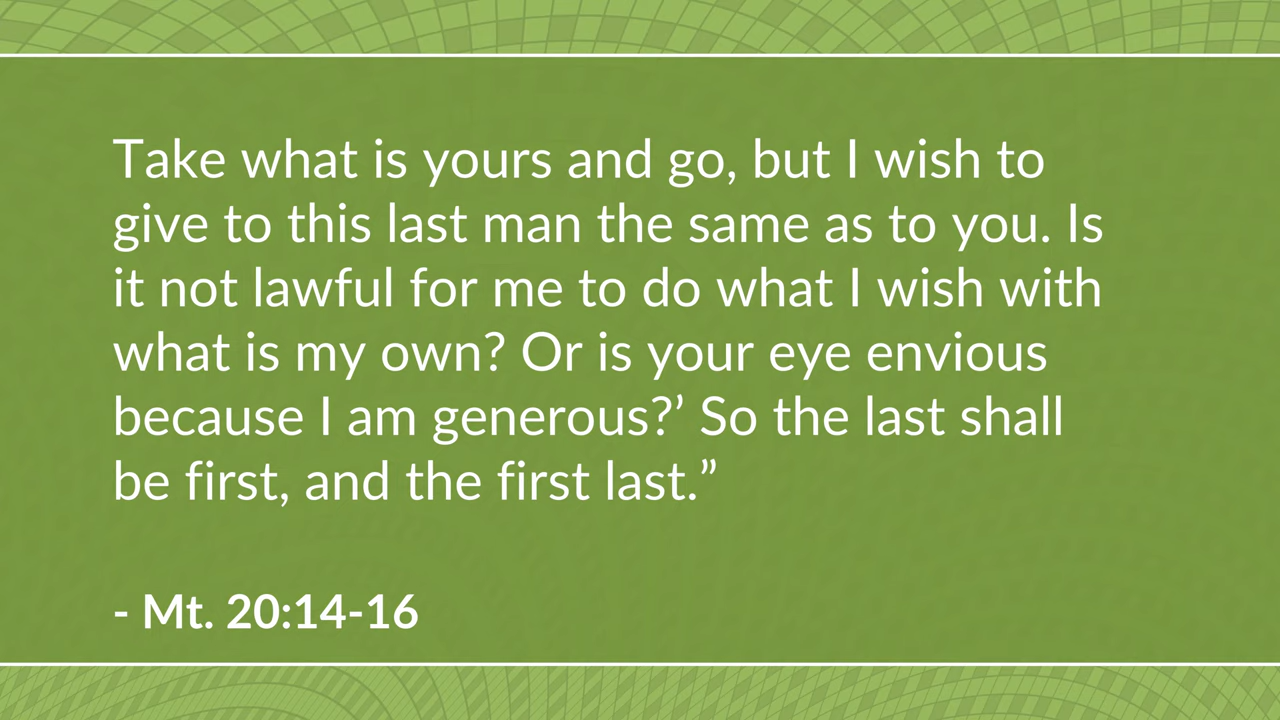 Take what is yours and go, but I wish to
give to this last man the same as to you. Is
it not lawful for me to do what I wish with
what is my own? Or is your eye envious
because I am generous?’ So the last shall
be first, and the first last.”
- Mt. 20:14-16